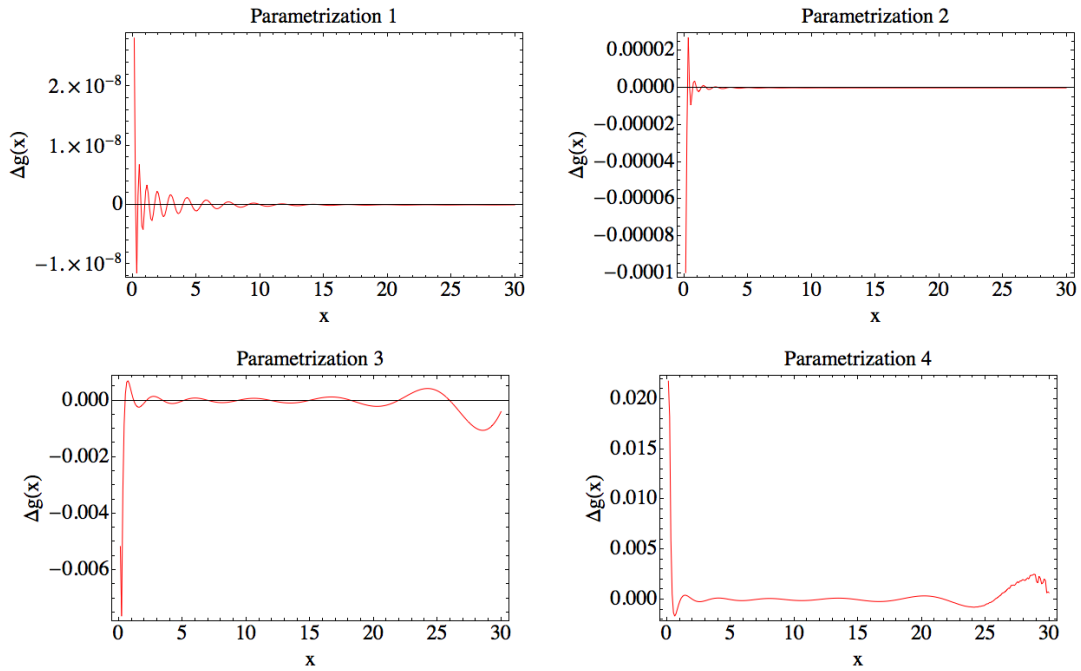 Parametrization 1
2.×10⁻⁸
1.×10⁻⁸
0
−1.×10⁻⁸
Δg(x)
0 5 10 15 20 25 30
x
Parametrization 2
0.00002
0.0000
−0.00002
−0.00004
−0.00006
−0.00008
−0.0001
Δg(x)
0 5 10 15 20 25 30
x
Parametrization 3
0.000
−0.002
−0.004
−0.006
Δg(x)
0 5 10 15 20 25 30
x
Parametrization 4
0.020
0.015
0.010
0.005
0.000
Δg(x)
0 5 10 15 20 25 30
x